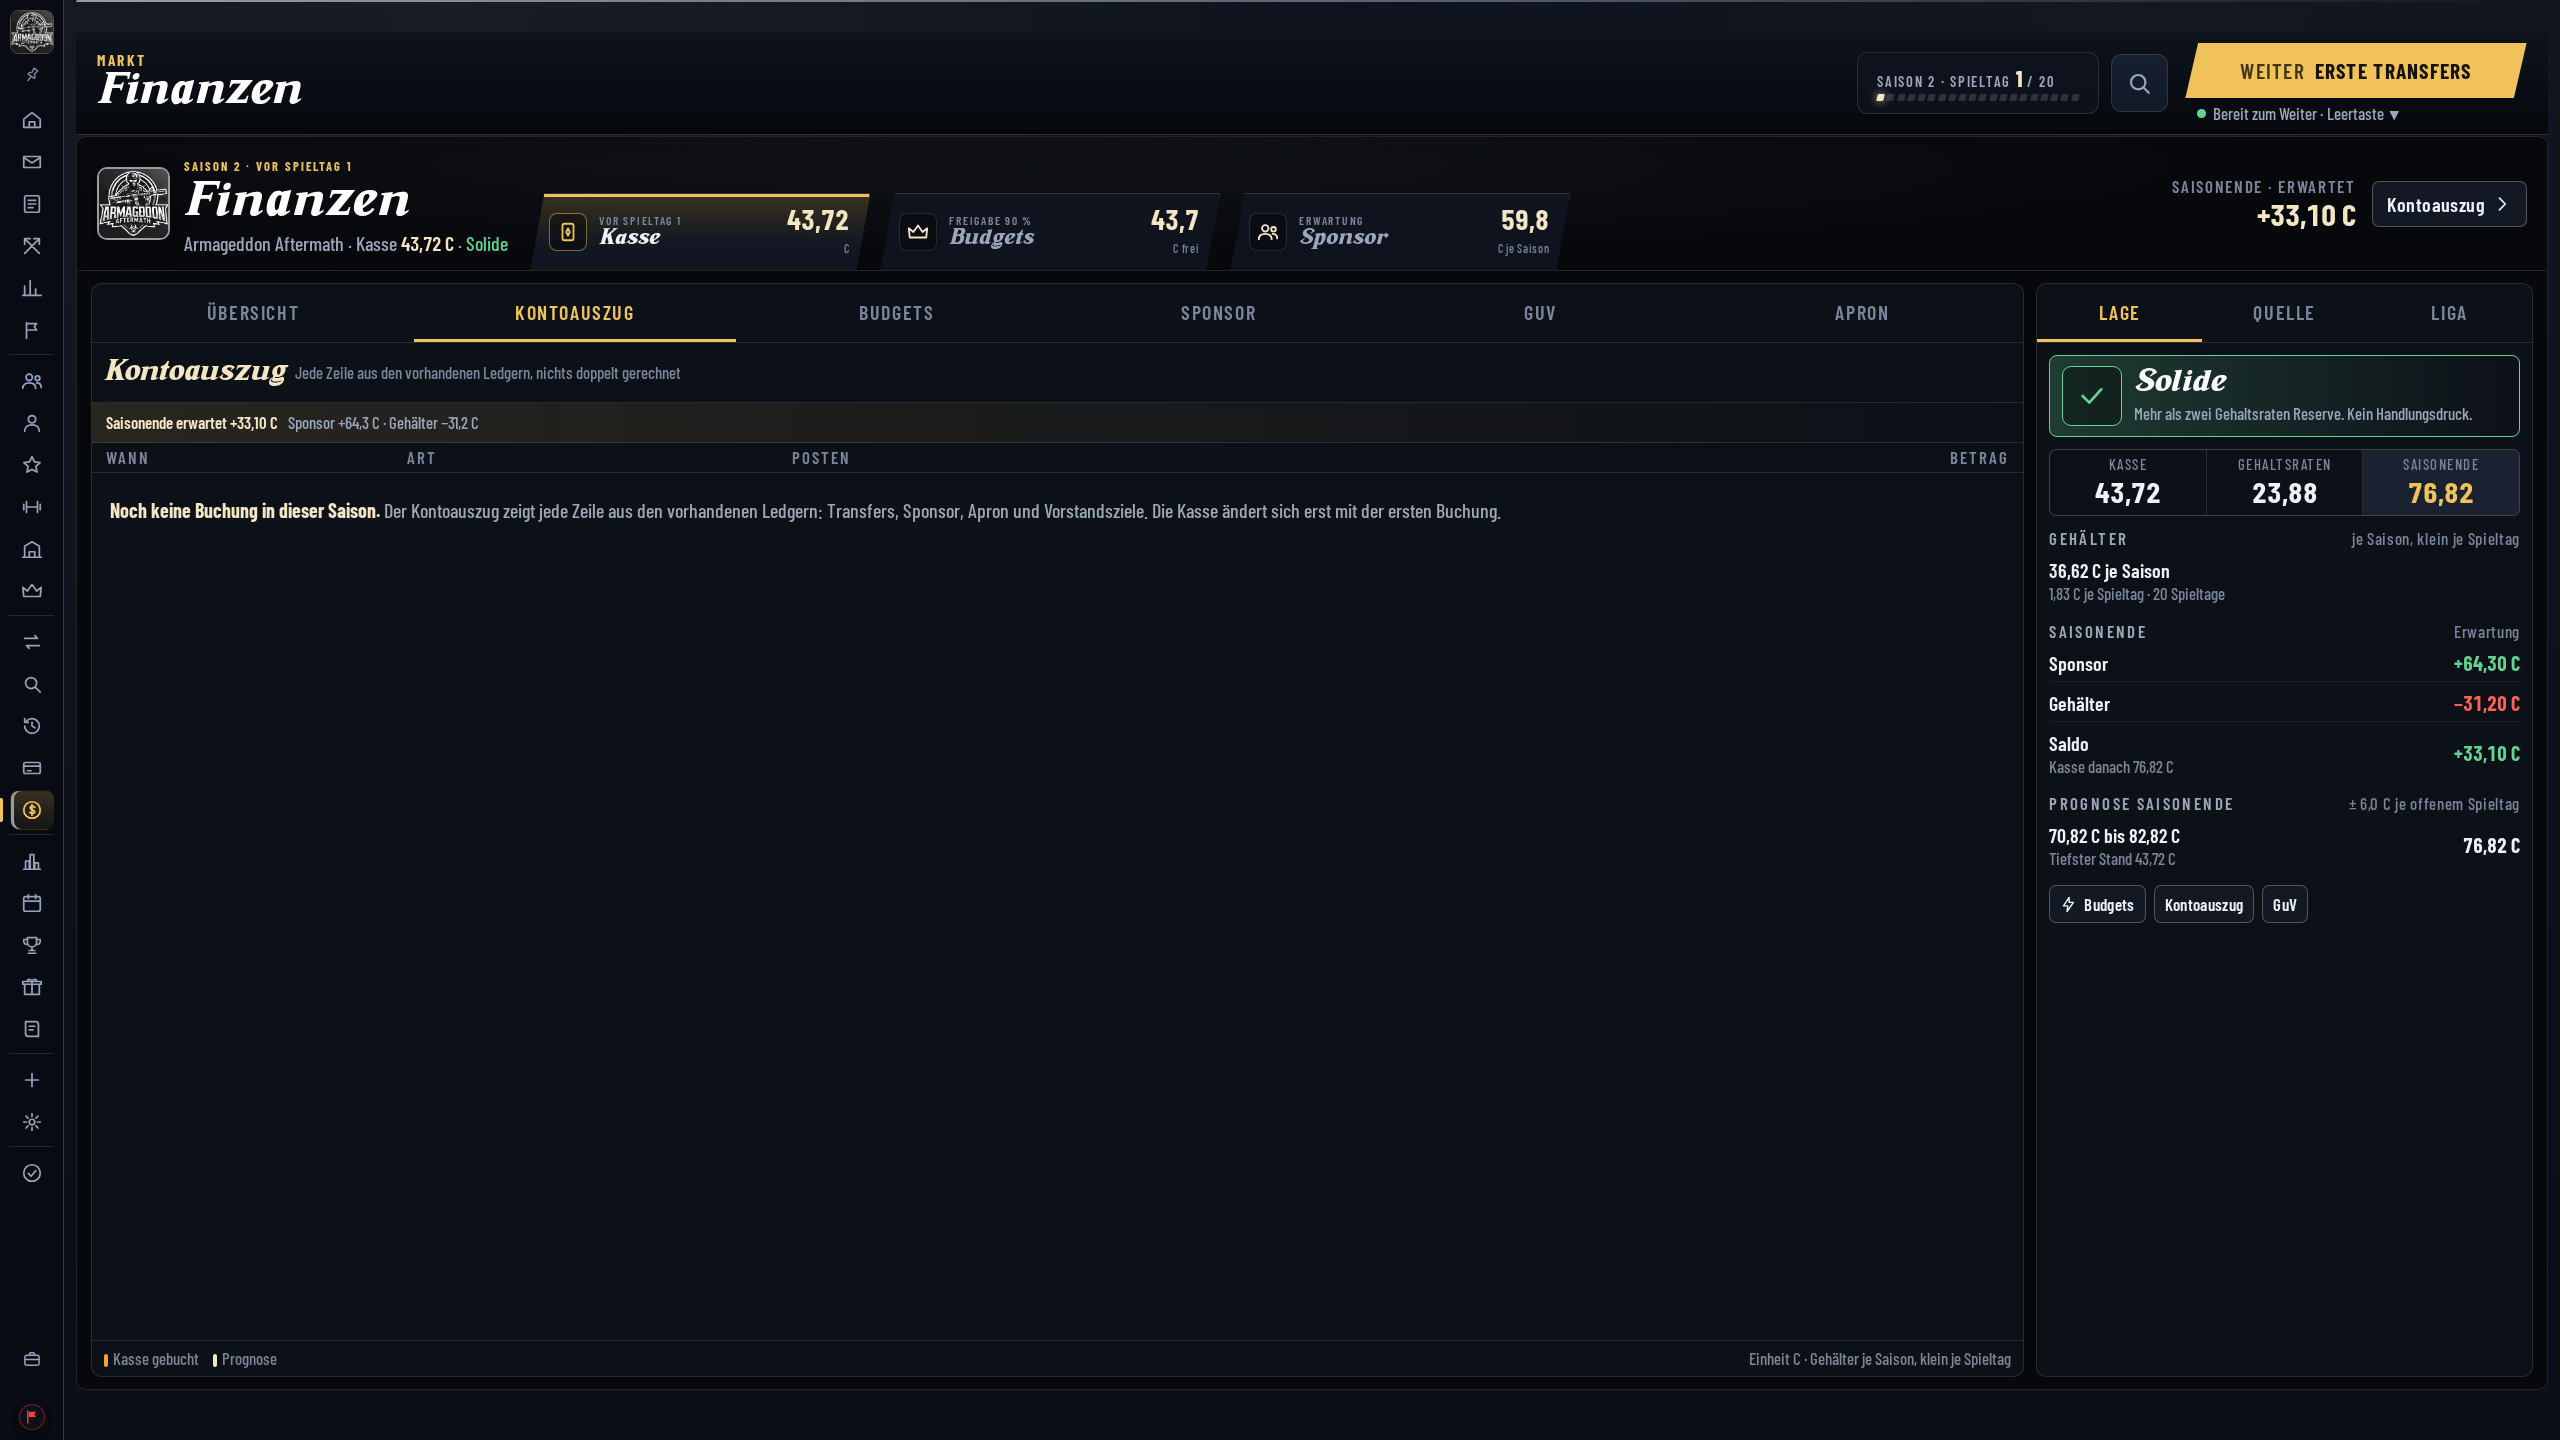 MARKT
Finanzen
SAISON 2 · SPIELTAG 1 / 20
WEITER ERSTE TRANSFERS
Bereit zum Weiter · Leertaste ▼
SAISON 2 · VOR SPIELTAG 1
Finanzen
Armageddon Aftermath · Kasse 43,72 C · Solide
ARMAGEDDON
AFTERMATH
VOR SPIELTAG 1
Kasse
43,72
C
FREIGABE 90 %
Budgets
43,7
C frei
ERWARTUNG
Sponsor
59,8
C je Saison
SAISONENDE · ERWARTET
+33,10 C
Kontoauszug
ÜBERSICHT KONTOAUSZUG BUDGETS SPONSOR GUV APRON
Kontoauszug Jede Zeile aus den vorhandenen Ledgern, nichts doppelt gerechnet
Saisonende erwartet +33,10 C Sponsor +64,3 C · Gehälter −31,2 C
WANN ART POSTEN BETRAG
Noch keine Buchung in dieser Saison. Der Kontoauszug zeigt jede Zeile aus den vorhandenen Ledgern: Transfers, Sponsor, Apron und Vorstandsziele. Die Kasse ändert sich erst mit der ersten Buchung.
Kasse gebucht Prognose
Einheit C · Gehälter je Saison, klein je Spieltag
LAGE QUELLE LIGA
Solide
Mehr als zwei Gehaltsraten Reserve. Kein Handlungsdruck.
KASSE GEHALTSRATEN SAISONENDE
43,72 23,88 76,82
GEHÄLTER je Saison, klein je Spieltag
36,62 C je Saison
1,83 C je Spieltag · 20 Spieltage
SAISONENDE Erwartung
Sponsor +64,30 C
Gehälter −31,20 C
Saldo +33,10 C
Kasse danach 76,82 C
PROGNOSE SAISONENDE ± 6,0 C je offenem Spieltag
70,82 C bis 82,82 C 76,82 C
Tiefster Stand 43,72 C
Budgets Kontoauszug GuV